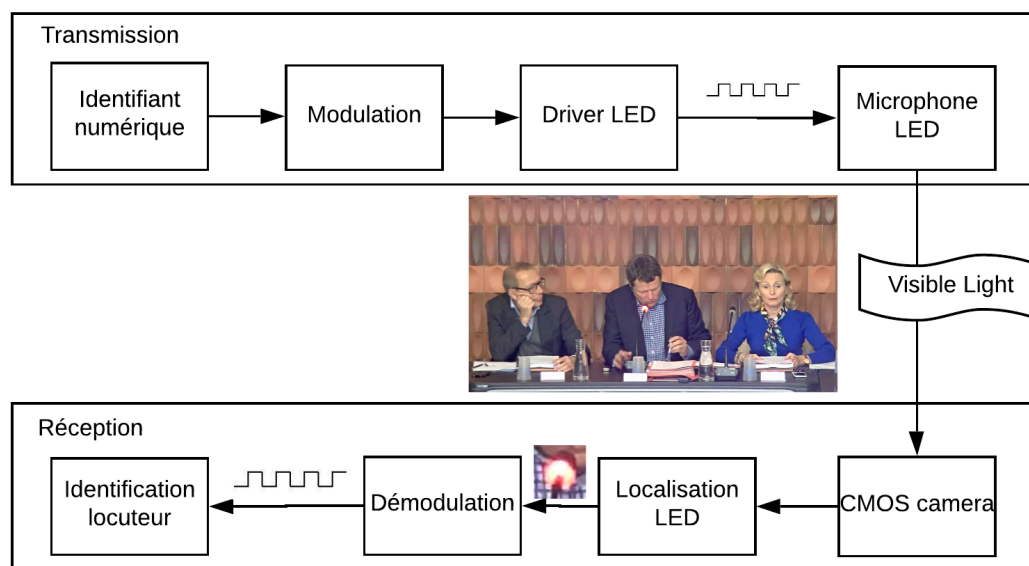 Transmission
Identifiant
numérique
Modulation
Driver LED
Microphone
LED
Visible Light
Réception
Identification
locuteur
Démodulation
Localisation
LED
CMOS camera